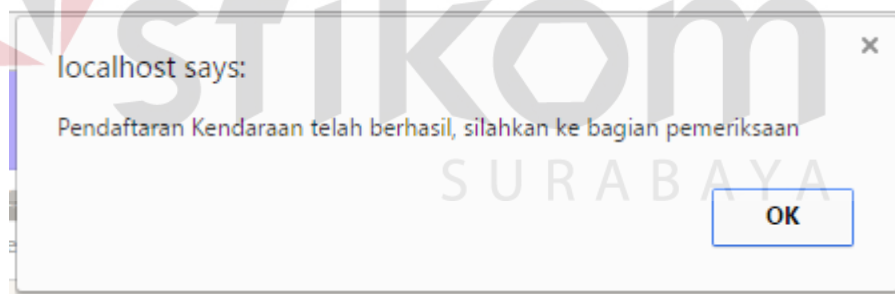 stikom
SURABAYA
localhost says:
×
Pendaftaran Kendaraan telah berhasil, silahkan ke bagian pemeriksaan
OK